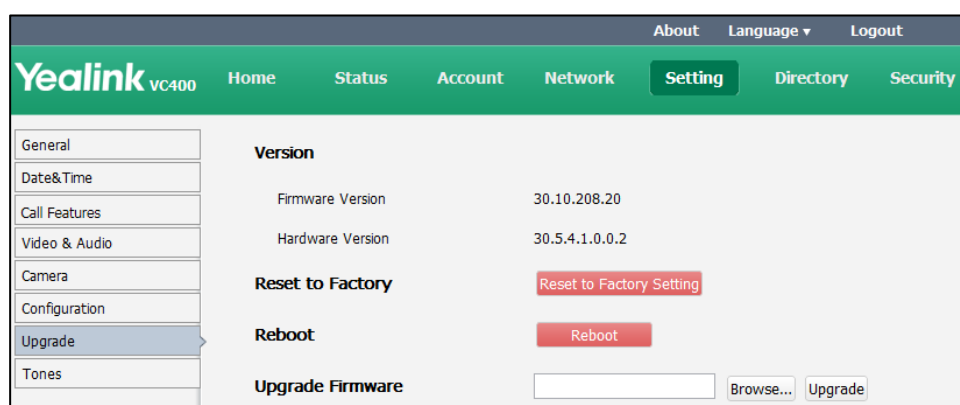 About Language ▾ Logout
Yealink VC400 Home Status Account Network Setting Directory Security
General
Date&Time
Call Features
Video & Audio
Camera
Configuration
Upgrade
Tones
Version
Firmware Version 30.10.208.20
Hardware Version 30.5.4.1.0.0.2
Reset to Factory Reset to Factory Setting
Reboot Reboot
Upgrade Firmware Browse... Upgrade